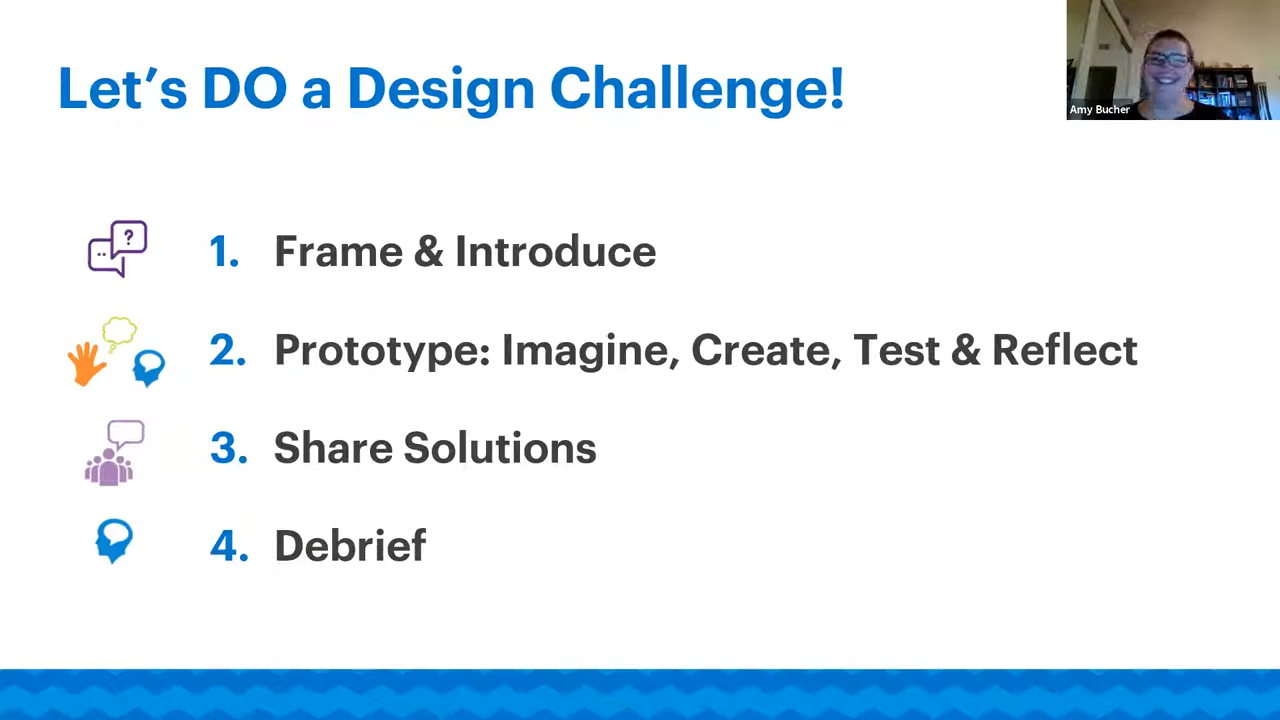 Let’s DO a Design Challenge!
Amy Bucher
?
1. Frame & Introduce
2. Prototype: Imagine, Create, Test & Reflect
3. Share Solutions
4. Debrief